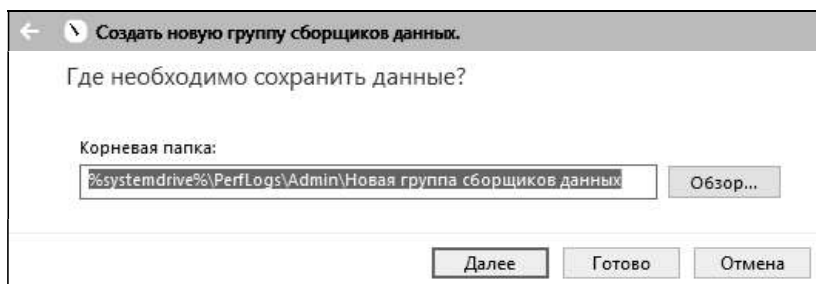 Создать новую группу сборщиков данных.
Где необходимо сохранить данные?
Корневая папка:
%systemdrive%\PerfLogs\Admin\Новая группа сборщиков данных
Обзор...
Далее
Готово
Отмена